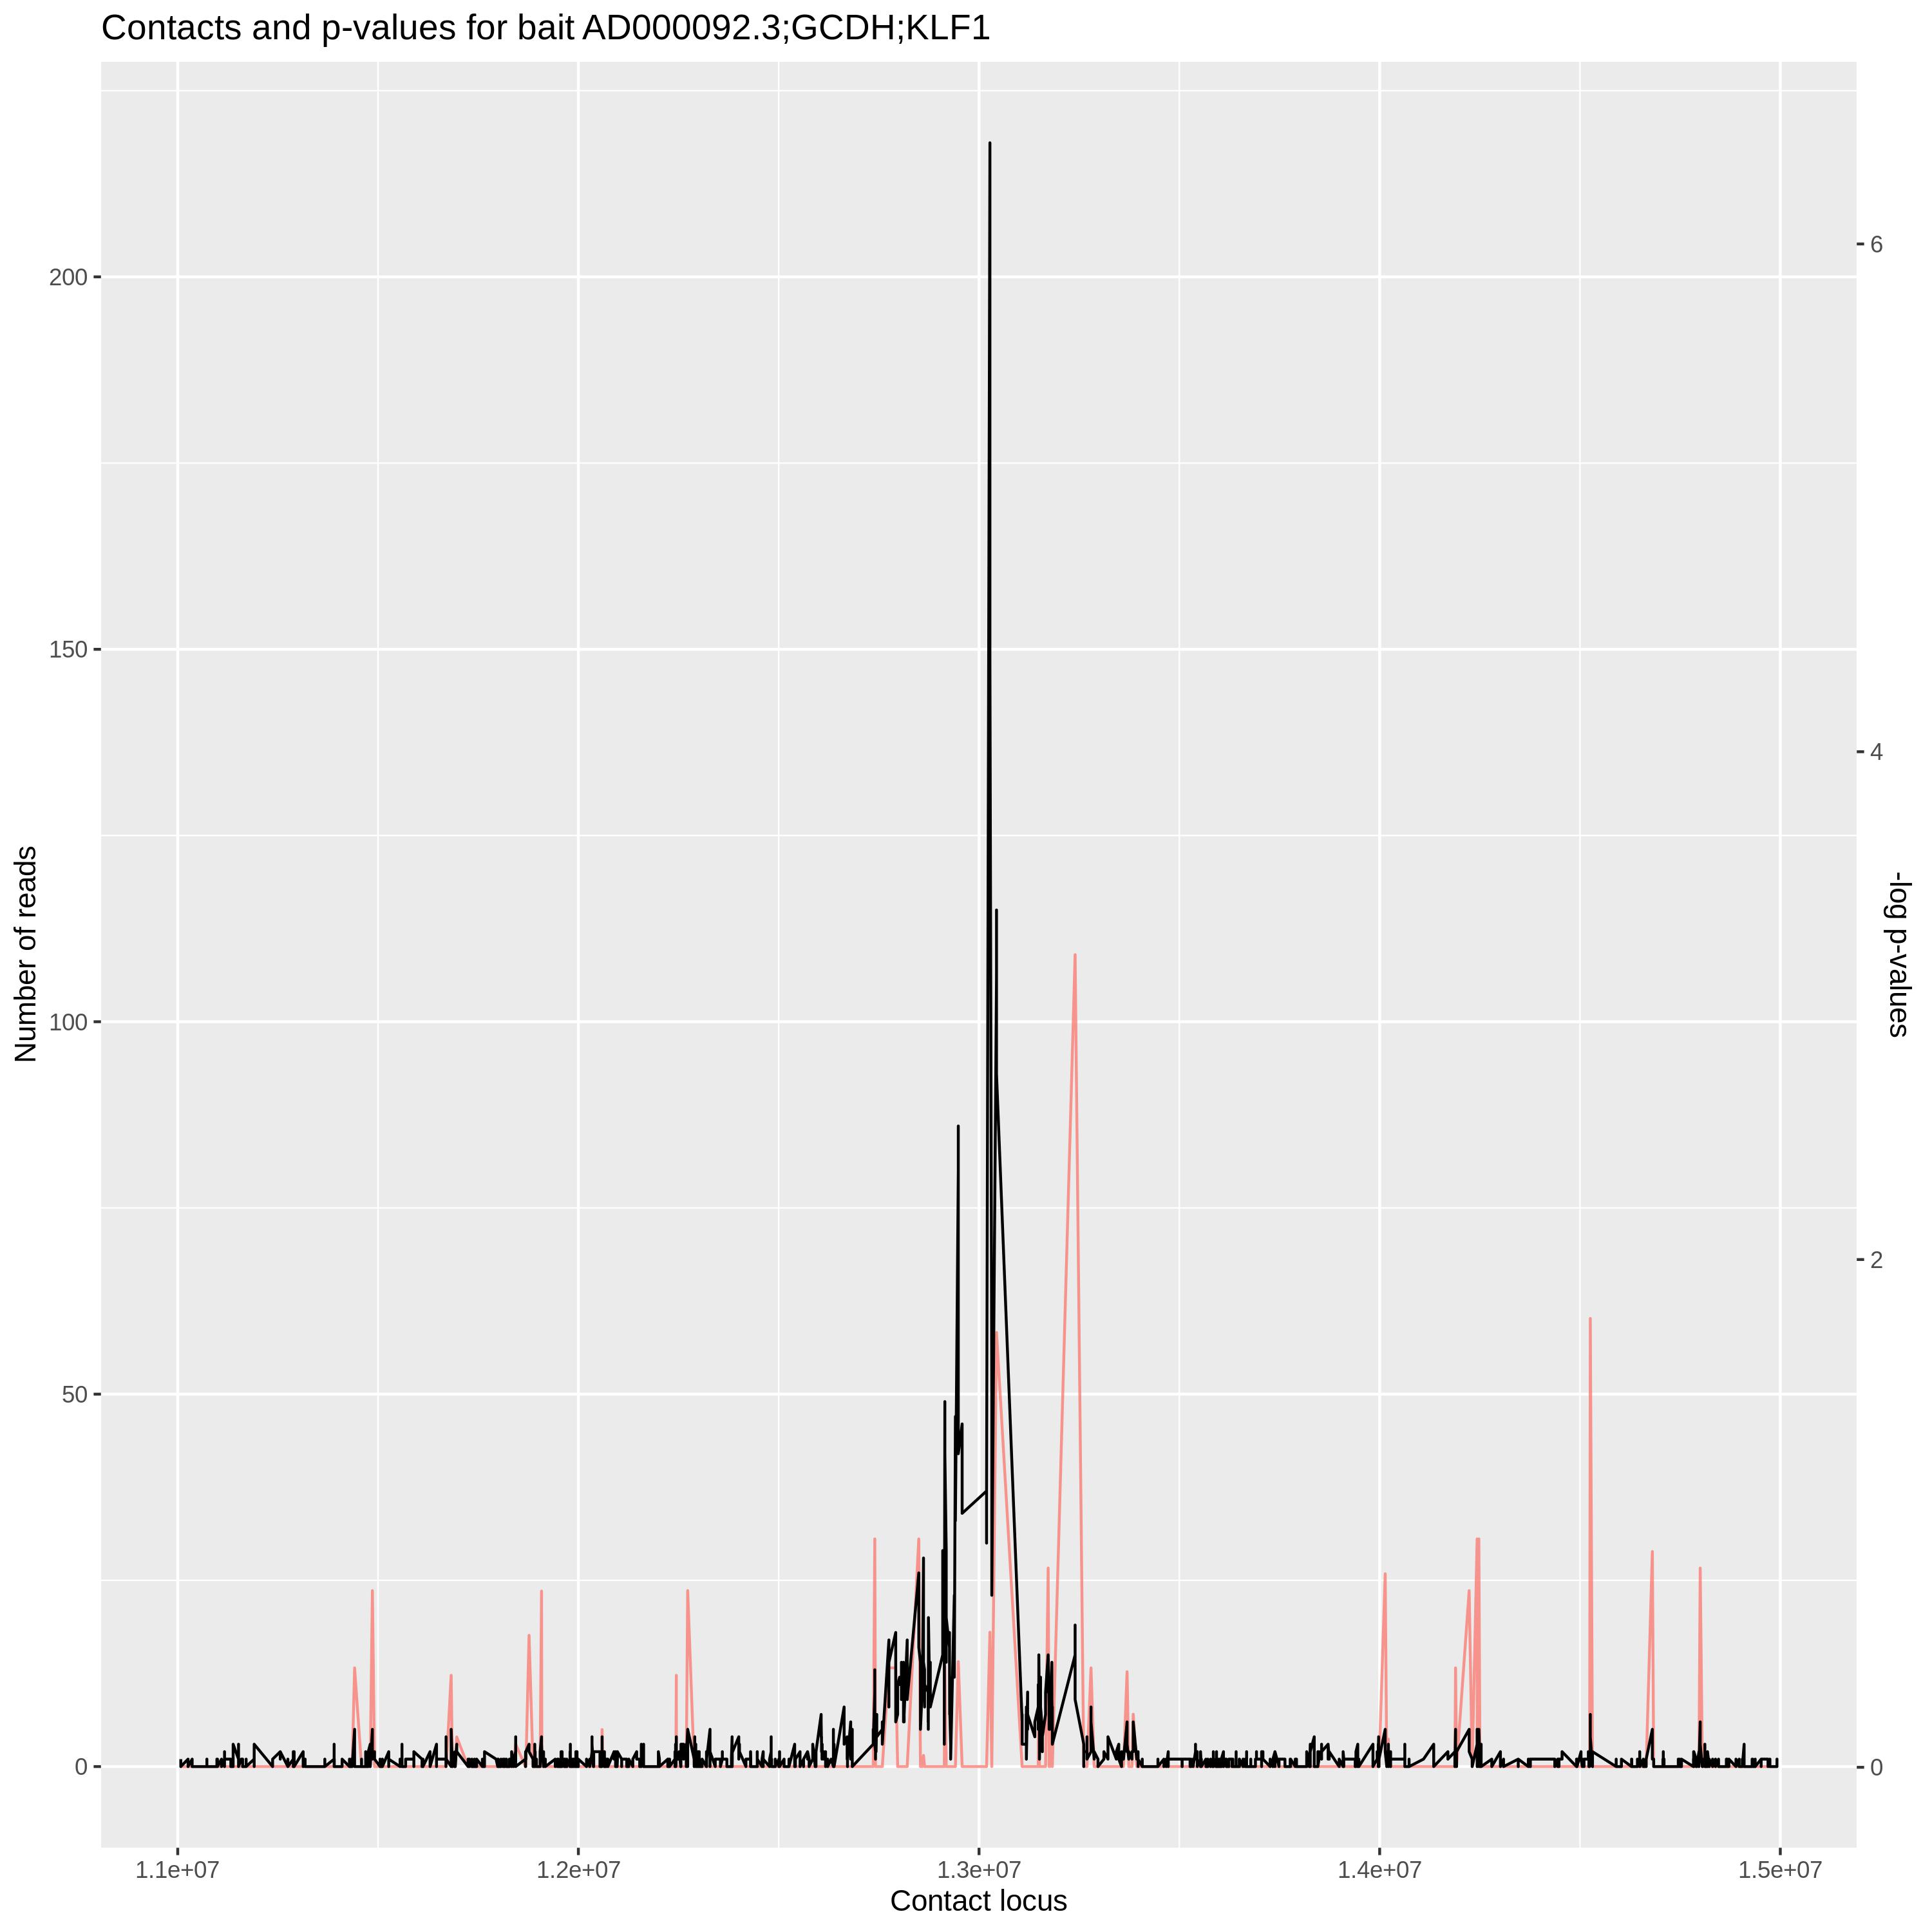 Contacts and p-values for bait AD000092.3;GCDH;KLF1
200
150
100
50
0
Number of reads
6
4
2
0
-log p-values
1.1e+07 1.2e+07 1.3e+07 1.4e+07 1.5e+07
Contact locus